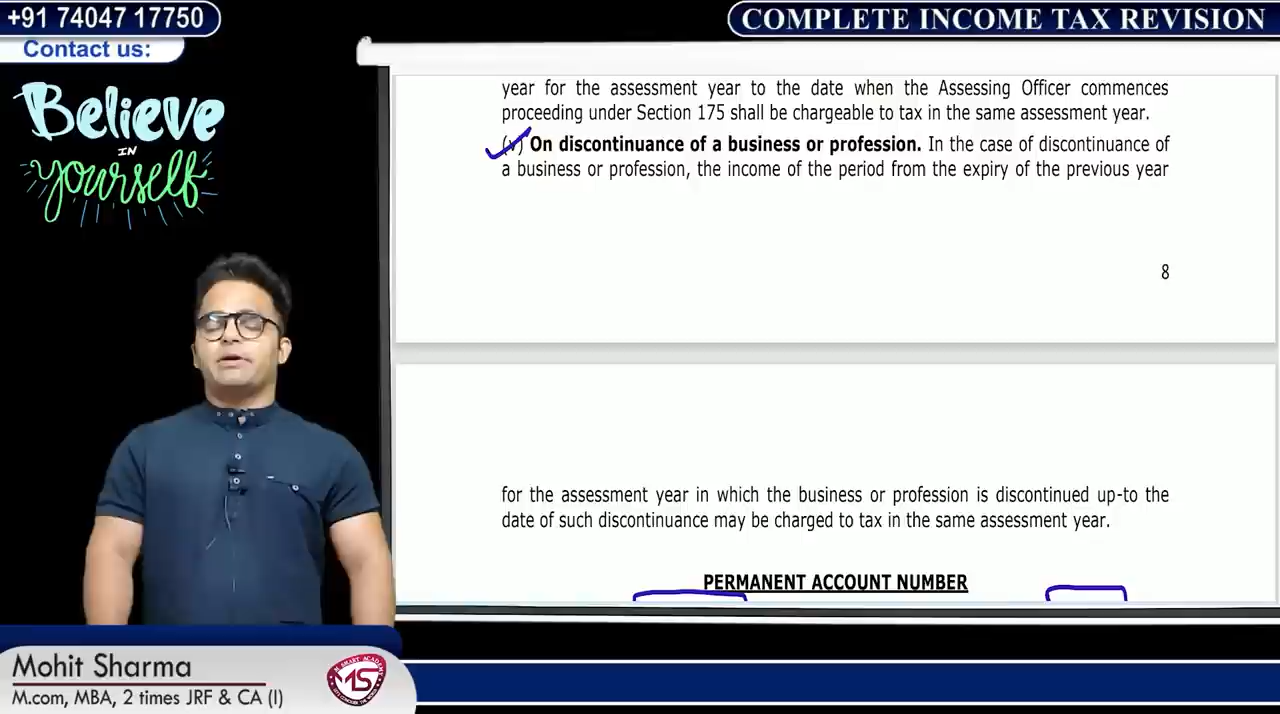 +91 74047 17750
Contact us:
COMPLETE INCOME TAX REVISION
Believe
IN
yourself
year for the assessment year to the date when the Assessing Officer commences
proceeding under Section 175 shall be chargeable to tax in the same assessment year.
(v) On discontinuance of a business or profession. In the case of discontinuance of
a business or profession, the income of the period from the expiry of the previous year
8
for the assessment year in which the business or profession is discontinued up-to the
date of such discontinuance may be charged to tax in the same assessment year.
PERMANENT ACCOUNT NUMBER
Mohit Sharma
M.com, MBA, 2 times JRF & CA (I)
M SMART ACADEMY
MS